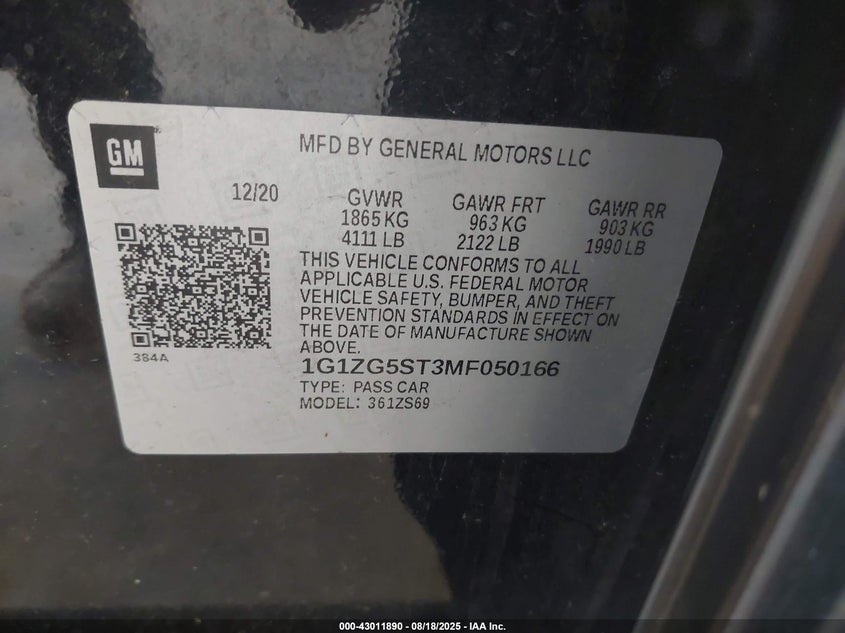 GM
MFD BY GENERAL MOTORS LLC
12/20
GVWR
1865 KG
4111 LB
GAWR FRT
963 KG
2122 LB
GAWR RR
903 KG
1990 LB
THIS VEHICLE CONFORMS TO ALL
APPLICABLE U.S. FEDERAL MOTOR
VEHICLE SAFETY, BUMPER, AND THEFT
PREVENTION STANDARDS IN EFFECT ON
THE DATE OF MANUFACTURE SHOWN
ABOVE.
384A
1G1ZG5ST3MF050166
TYPE: PASS CAR
MODEL: 361ZS69
000-43011890 - 08/18/2025 - IAA Inc.